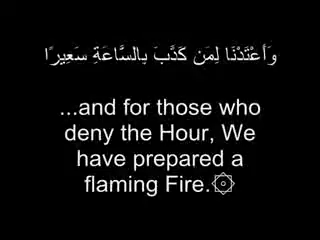 وَأَعْتَدْنَا لِمَن كَذَّبَ بِالسَّاعَةِ سَعِيرًا
...and for those who
deny the Hour, We
have prepared a
flaming Fire.۞